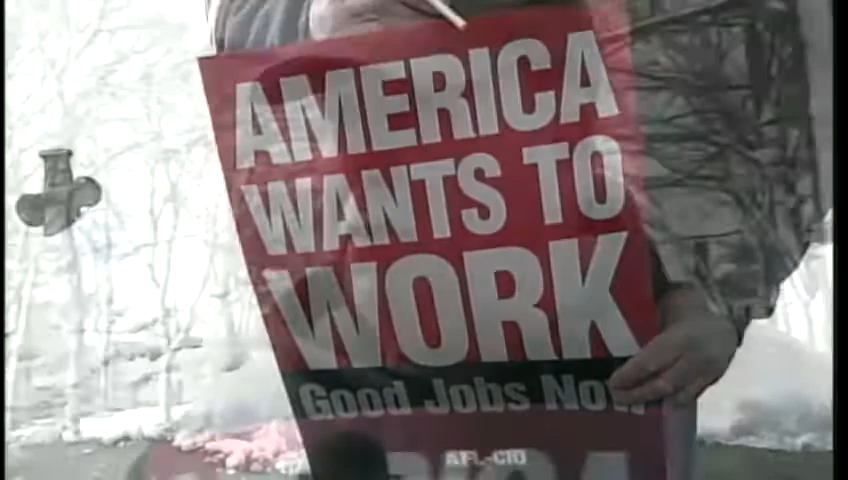 AMERICA
WANTS TO
WORK
Good Jobs Now
AFL-CIO